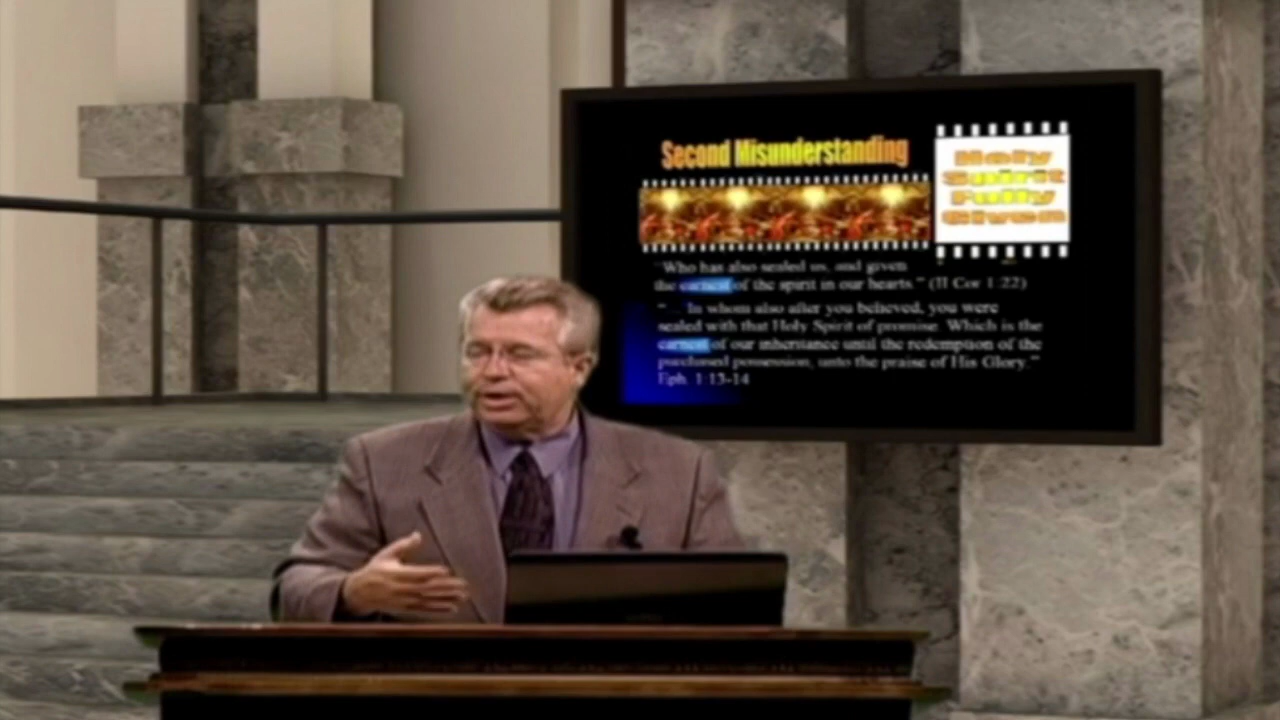 Second Misunderstanding
Holy
Spirit
Fully
Given
"Who has also sealed us, and given
the earnest of the spirit in our hearts." (II Cor 1:22)
"... In whom also after you believed, you were
sealed with that Holy Spirit of promise. Which is the
earnest of our inheritance until the redemption of the
purchased possession, unto the praise of His Glory."
Eph. 1:13-14